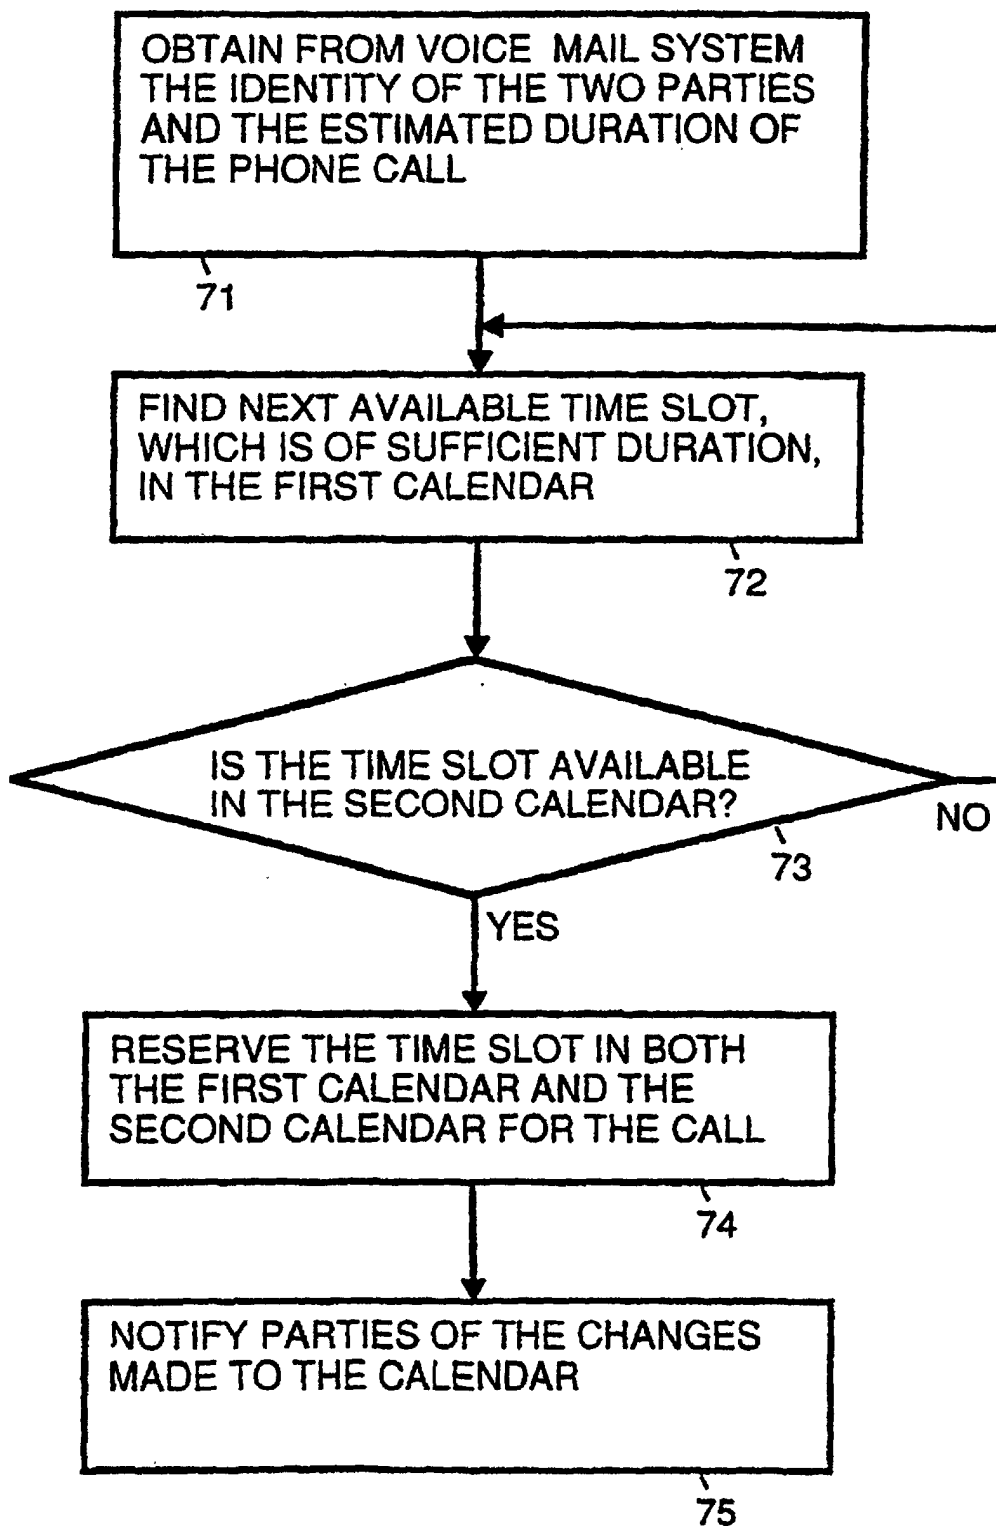 OBTAIN FROM VOICE MAIL SYSTEM
THE IDENTITY OF THE TWO PARTIES
AND THE ESTIMATED DURATION OF
THE PHONE CALL
71
FIND NEXT AVAILABLE TIME SLOT,
WHICH IS OF SUFFICIENT DURATION,
IN THE FIRST CALENDAR
72
IS THE TIME SLOT AVAILABLE
IN THE SECOND CALENDAR?
NO
73
YES
RESERVE THE TIME SLOT IN BOTH
THE FIRST CALENDAR AND THE
SECOND CALENDAR FOR THE CALL
74
NOTIFY PARTIES OF THE CHANGES
MADE TO THE CALENDAR
75